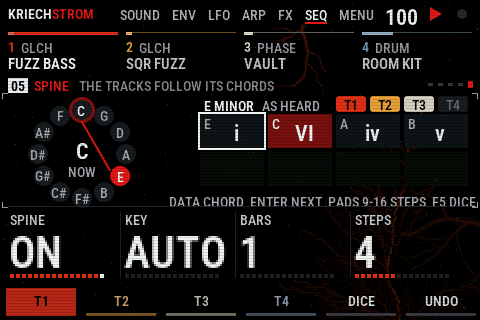 KRIECHSTROM SOUND ENV LFO ARP FX SEQ MENU 100
1 GLCH 2 GLCH 3 PHASE 4 DRUM
FUZZ BASS SQR FUZZ VAULT ROOM KIT
05 SPINE THE TRACKS FOLLOW ITS CHORDS
E MINOR AS HEARD T1 T2 T3 T4
E i C VI A iv B v
C
G
D
A
E
B
F#
C#
G#
D#
A#
F
C
NOW
DATA CHORD ENTER NEXT PADS 9-16 STEPS F5 DICE
SPINE KEY BARS STEPS
ON AUTO 1 4
T1 T2 T3 T4 DICE UNDO